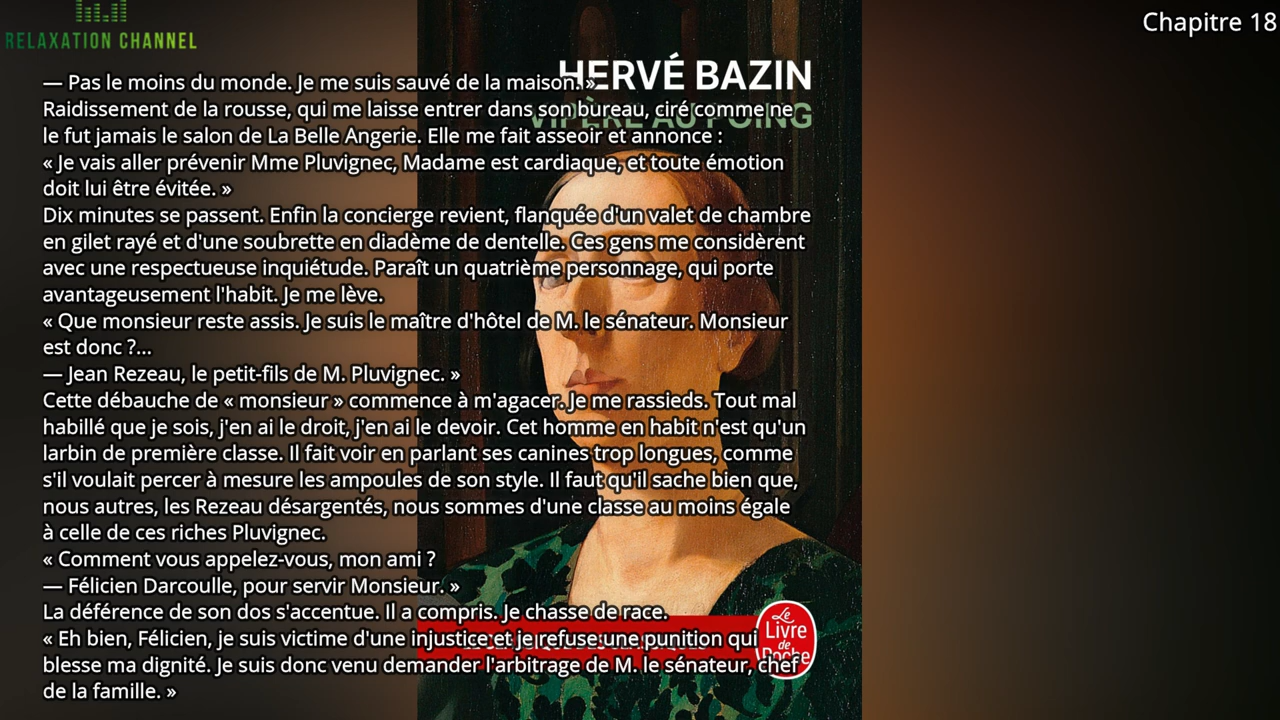 RELAXATION CHANNEL
Chapitre 18
HERVÉ BAZIN
VIPÈRE AU POING
— Pas le moins du monde. Je me suis sauvé de la maison. »
Raidissement de la rousse, qui me laisse entrer dans son bureau, ciré comme ne
le fut jamais le salon de La Belle Angerie. Elle me fait asseoir et annonce :
« Je vais aller prévenir Mme Pluvignec, Madame est cardiaque, et toute émotion
doit lui être évitée. »
Dix minutes se passent. Enfin la concierge revient, flanquée d'un valet de chambre
en gilet rayé et d'une soubrette en diadème de dentelle. Ces gens me considèrent
avec une respectueuse inquiétude. Paraît un quatrième personnage, qui porte
avantageusement l'habit. Je me lève.
« Que monsieur reste assis. Je suis le maître d'hôtel de M. le sénateur. Monsieur
est donc ?...
— Jean Rezeau, le petit-fils de M. Pluvignec. »
Cette débauche de « monsieur » commence à m'agacer. Je me rassieds. Tout mal
habillé que je sois, j'en ai le droit, j'en ai le devoir. Cet homme en habit n'est qu'un
larbin de première classe. Il fait voir en parlant ses canines trop longues, comme
s'il voulait percer à mesure les ampoules de son style. Il faut qu'il sache bien que,
nous autres, les Rezeau désargentés, nous sommes d'une classe au moins égale
à celle de ces riches Pluvignec.
« Comment vous appelez-vous, mon ami ?
— Félicien Darcoulle, pour servir Monsieur. »
La déférence de son dos s'accentue. Il a compris. Je chasse de race.
« Eh bien, Félicien, je suis victime d'une injustice et je refuse une punition qui
blesse ma dignité. Je suis donc venu demander l'arbitrage de M. le sénateur, chef
de la famille. »
Le
Livre
de
Poche